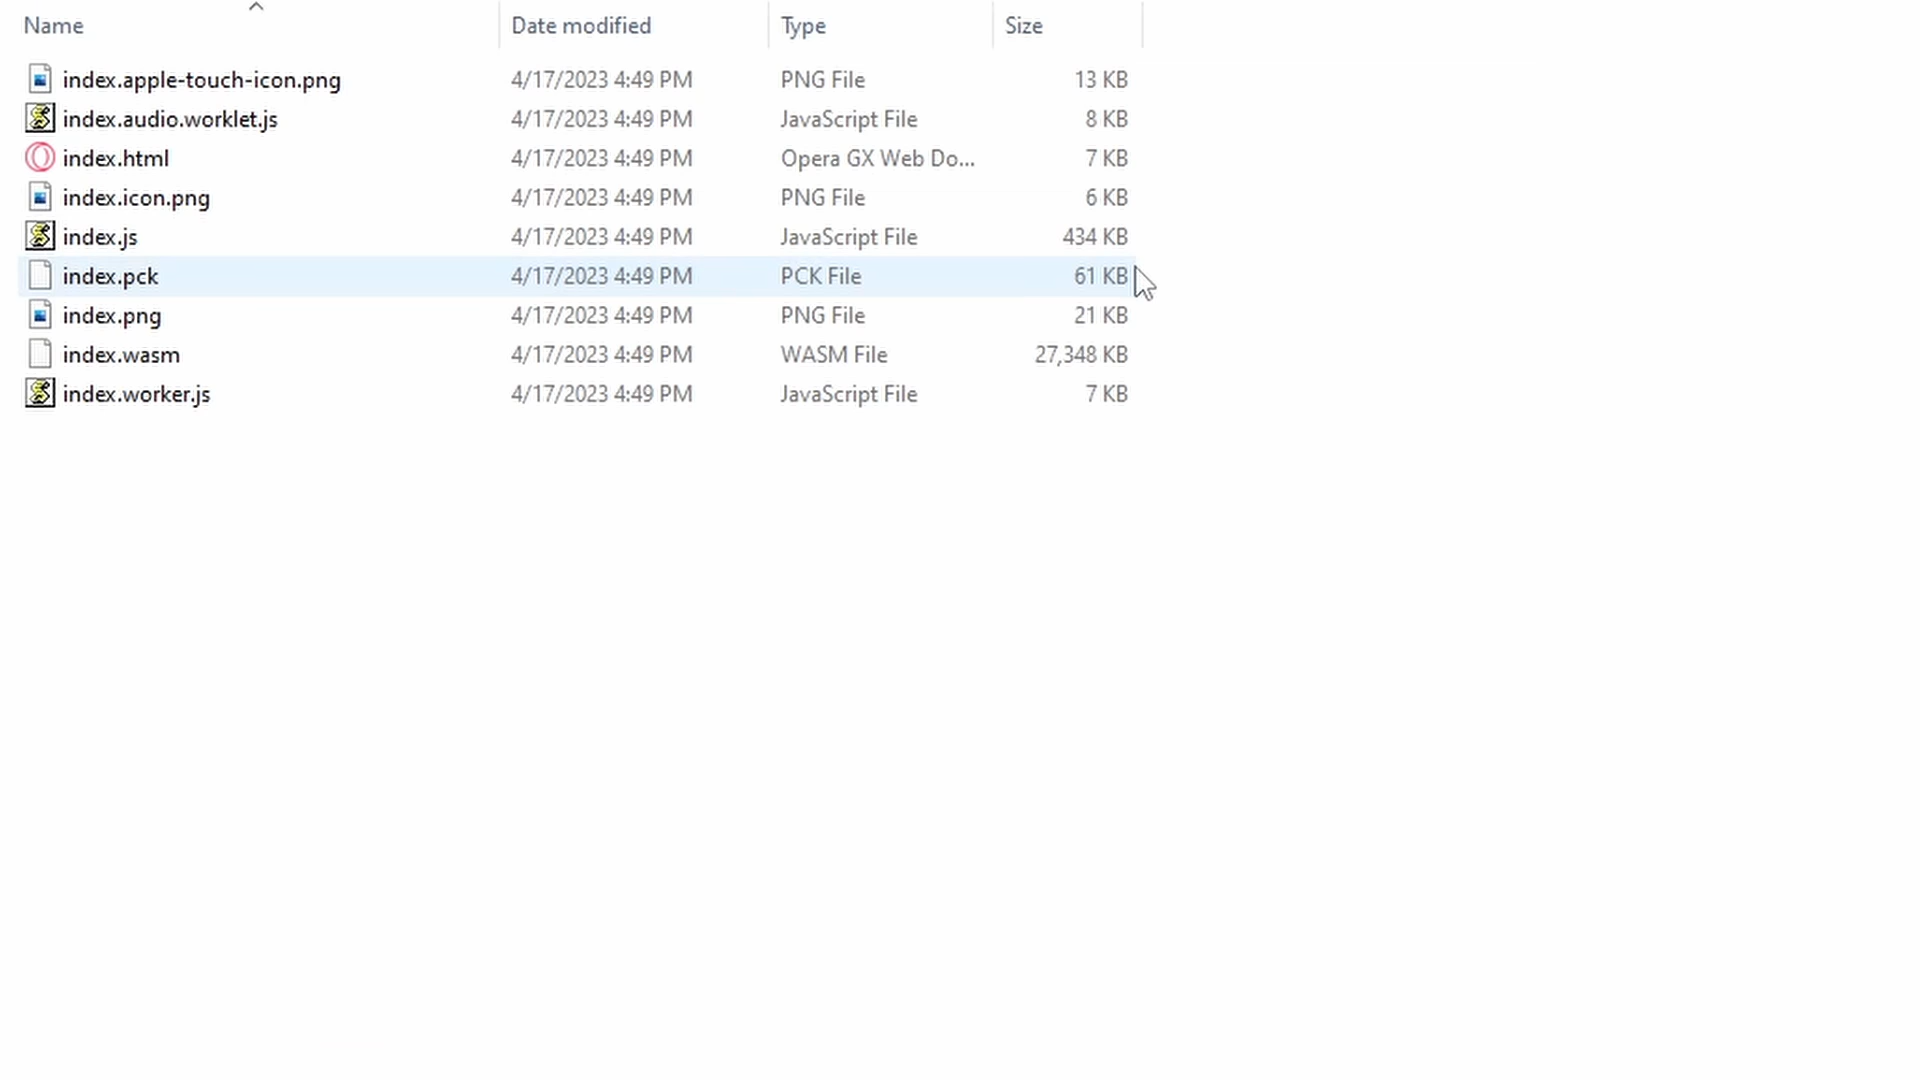 Name Date modified Type Size
index.apple-touch-icon.png 4/17/2023 4:49 PM PNG File 13 KB
index.audio.worklet.js 4/17/2023 4:49 PM JavaScript File 8 KB
index.html 4/17/2023 4:49 PM Opera GX Web Do... 7 KB
index.icon.png 4/17/2023 4:49 PM PNG File 6 KB
index.js 4/17/2023 4:49 PM JavaScript File 434 KB
index.pck 4/17/2023 4:49 PM PCK File 61 KB
index.png 4/17/2023 4:49 PM PNG File 21 KB
index.wasm 4/17/2023 4:49 PM WASM File 27,348 KB
index.worker.js 4/17/2023 4:49 PM JavaScript File 7 KB